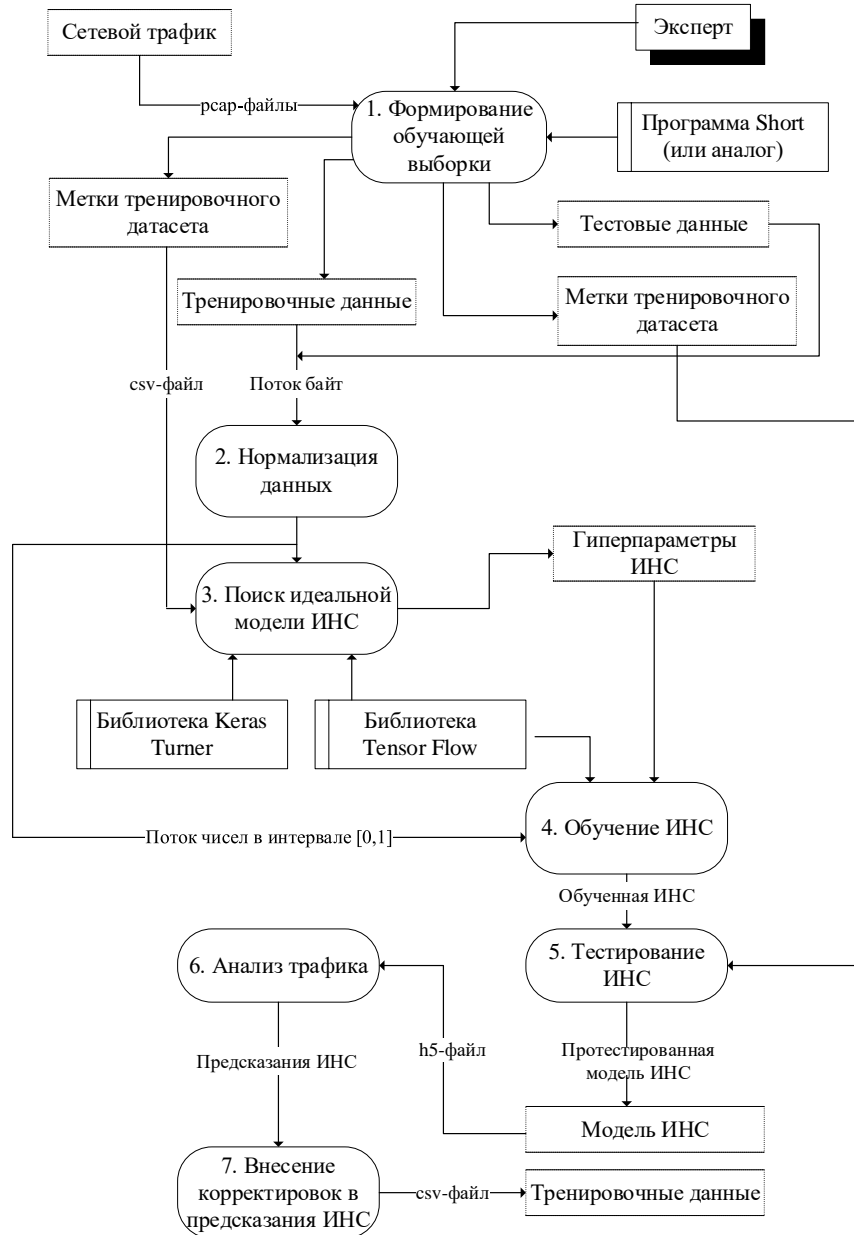 Сетевой трафик
Эксперт
pcap-файлы
1. Формирование
обучающей
выборки
Программа Short
(или аналог)
Метки тренировочного
датасета
Тестовые данные
Тренировочные данные
Метки тренировочного
датасета
csv-файл
Поток байт
2. Нормализация
данных
Гиперпараметры
ИНС
3. Поиск идеальной
модели ИНС
Библиотека Keras
Turner
Библиотека
Tensor Flow
Поток чисел в интервале [0,1]
4. Обучение ИНС
Обученная ИНС
6. Анализ трафика
5. Тестирование
ИНС
Предсказания ИНС
h5-файл
Протестированная
модель ИНС
Модель ИНС
7. Внесение
корректировок в
предсказания ИНС
csv-файл
Тренировочные данные